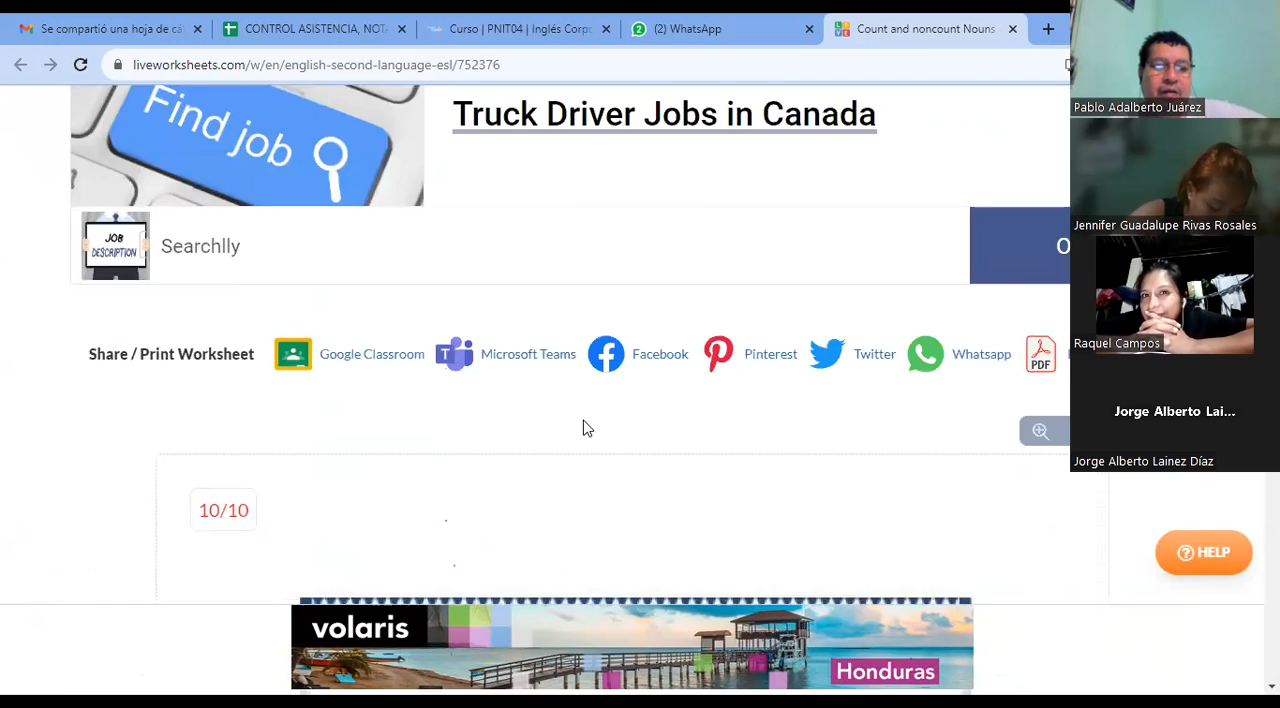 Se compartió una hoja de cá
CONTROL ASISTENCIA, NOT
Curso | PNIT04 | Inglés Corpo
(2) WhatsApp
Count and noncount Nouns
liveworksheets.com/w/en/english-second-language-esl/752376
Find job
Truck Driver Jobs in Canada
JOB
DESCRIPTION
Searchlly
O
Share / Print Worksheet
Google Classroom
Microsoft Teams
Facebook
Pinterest
Twitter
Whatsapp
PDF
10/10
HELP
volaris
Honduras
Pablo Adalberto Juárez
Jennifer Guadalupe Rivas Rosales
Raquel Campos
Jorge Alberto Lai...
Jorge Alberto Lainez Díaz